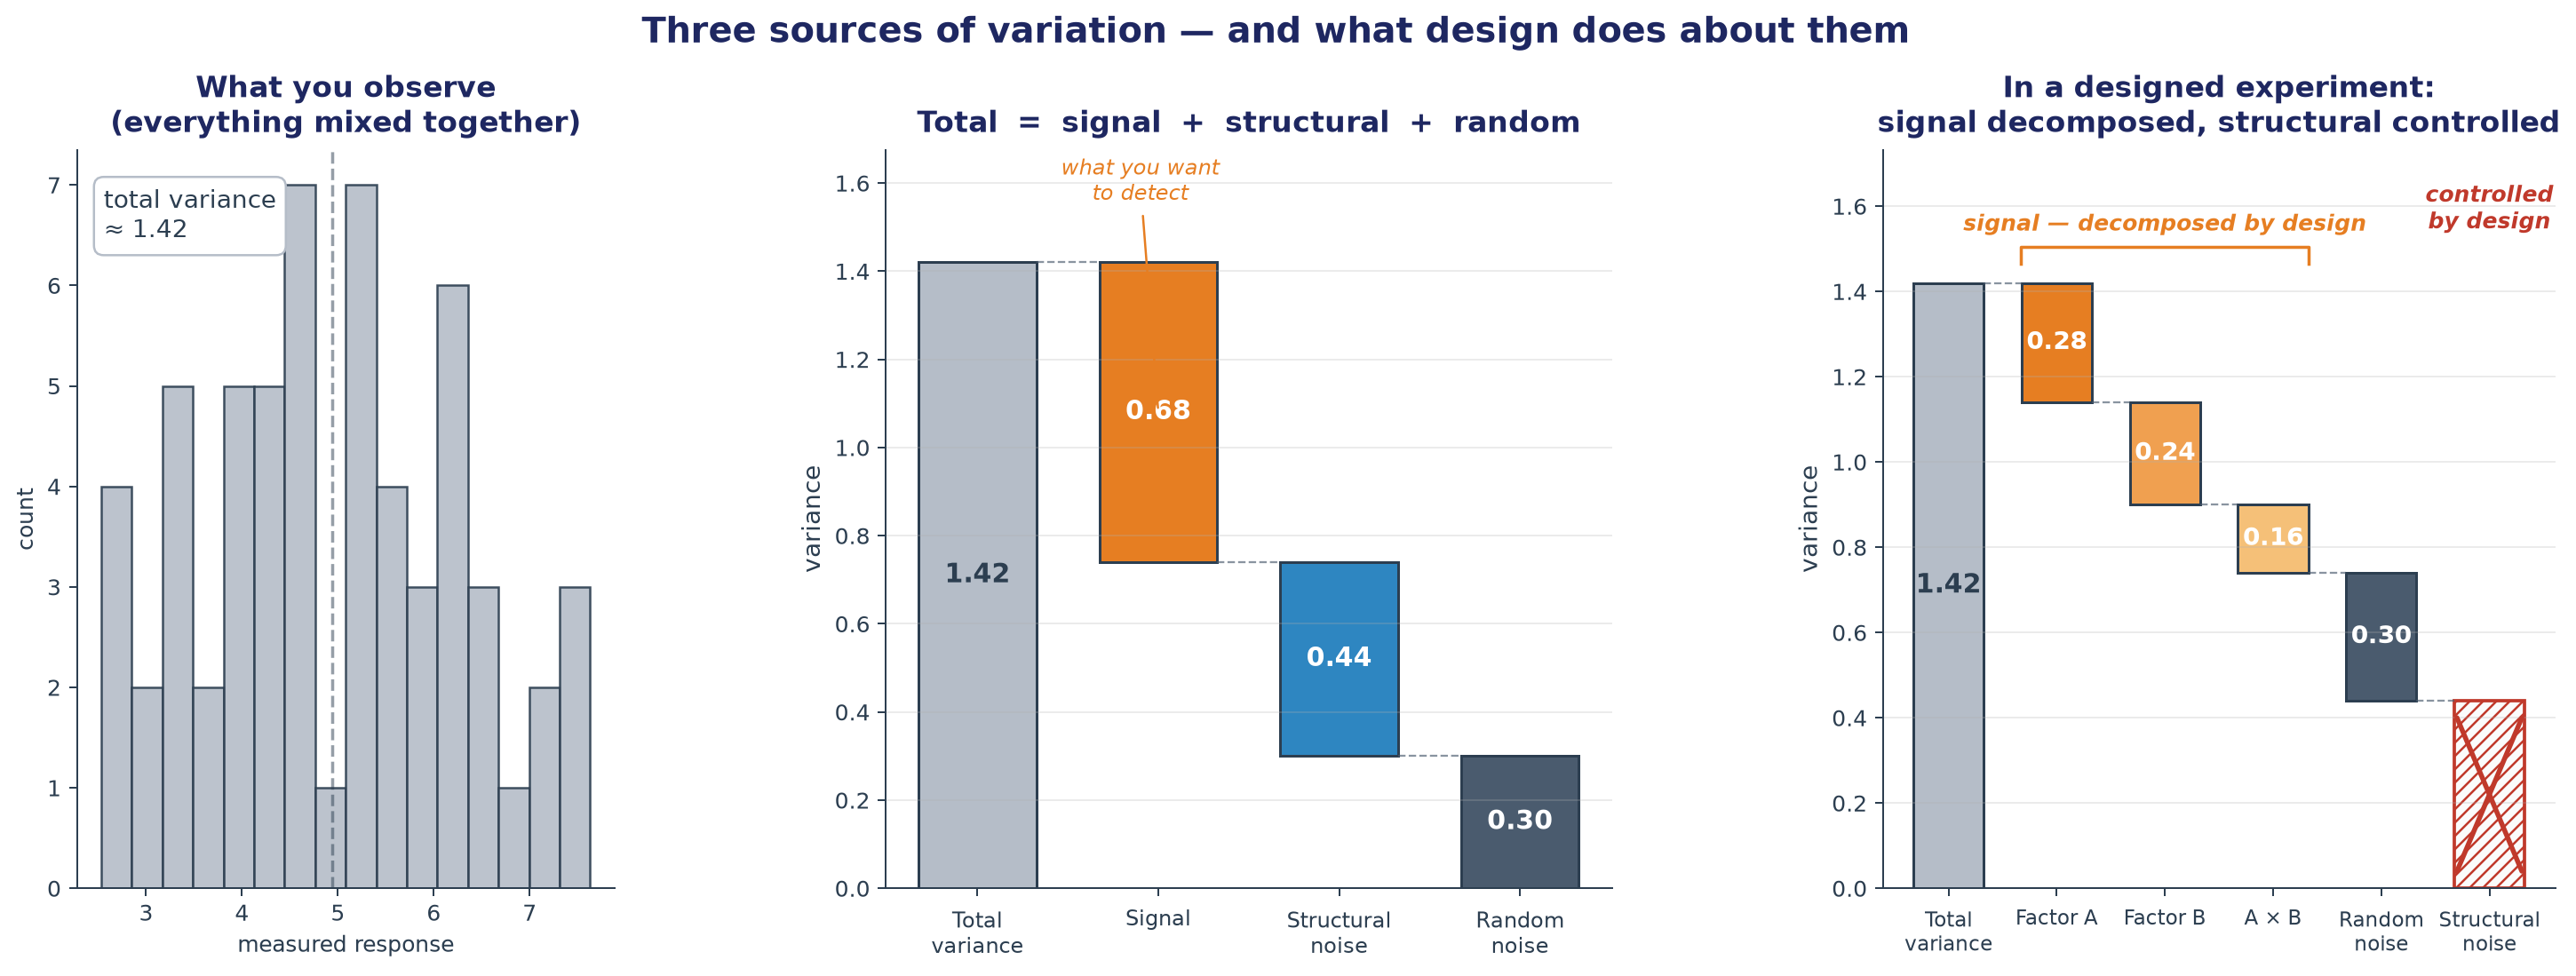 Three sources of variation — and what design does about them
What you observe
(everything mixed together)
total variance
≈ 1.42
7
6
5
4
3
2
1
0
count
3 4 5 6 7
measured response
Total = signal + structural + random
what you want
to detect
1.6
1.4
1.2
1.0
0.8
0.6
0.4
0.2
0.0
variance
1.42
0.68
0.44
0.30
Total
variance
Signal
Structural
noise
Random
noise
In a designed experiment:
signal decomposed, structural controlled
controlled
by design
signal — decomposed by design
1.6
1.4
1.2
1.0
0.8
0.6
0.4
0.2
0.0
variance
1.42
0.28
0.24
0.16
0.30
Total
variance
Factor A
Factor B
A × B
Random
noise
Structural
noise